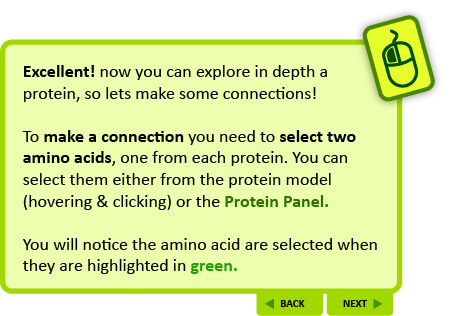 Excellent! now you can explore in depth a
protein, so lets make some connections!
To make a connection you need to select two
amino acids, one from each protein. You can
select them either from the protein model
(hovering & clicking) or the Protein Panel.
You will notice the amino acid are selected when
they are highlighted in green.
BACK NEXT